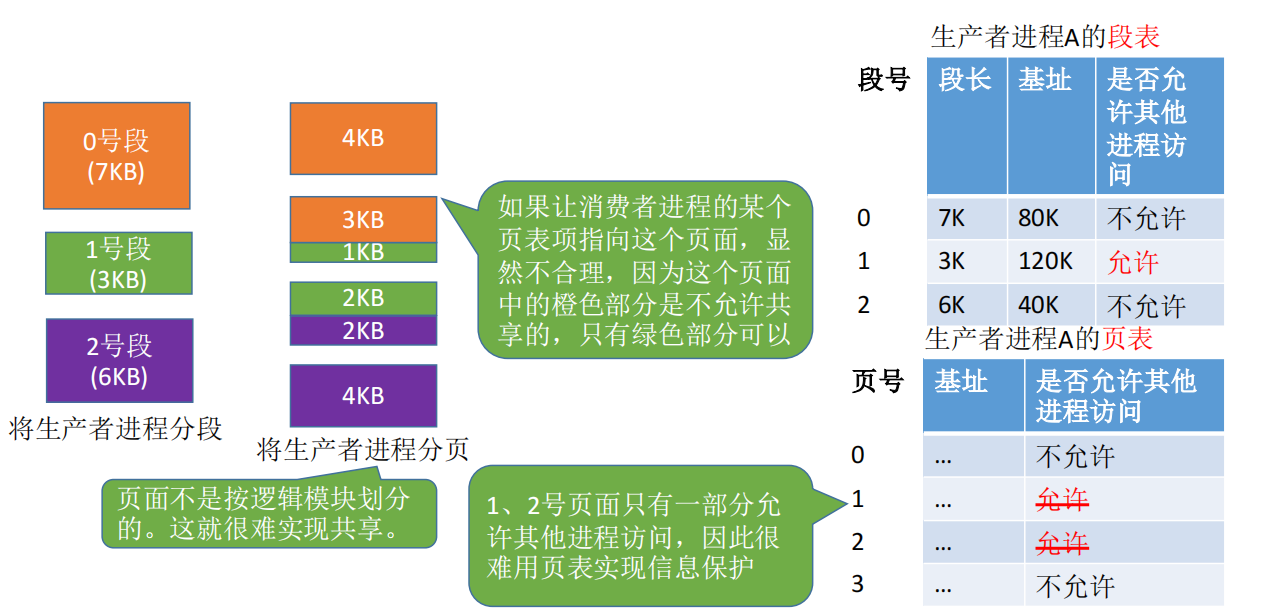 0号段
(7KB)
1号段
(3KB)
2号段
(6KB)
将生产者进程分段
4KB
3KB
1KB
2KB
2KB
4KB
将生产者进程分页
页面不是按逻辑模块划分
的。这就很难实现共享。
如果让消费者进程的某个
页表项指向这个页面，显
然不合理，因为这个页面
中的橙色部分是不允许共
享的，只有绿色部分可以
1、2号页面只有一部分允
许其他进程访问，因此很
难用页表实现信息保护
生产者进程A的段表
段号 段长 基址 是否允
许其他
进程访
问
0 7K 80K 不允许
1 3K 120K 允许
2 6K 40K 不允许
生产者进程A的页表
页号 基址 是否允许其他
进程访问
0 … 不允许
1 … 允许
2 … 允许
3 … 不允许